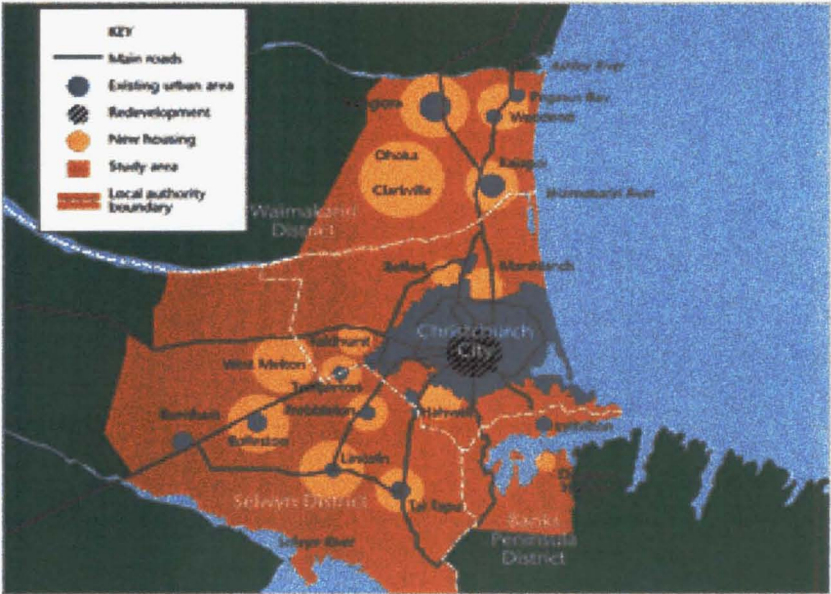 KEY
Main roads
Existing urban area
Redevelopment
New housing
Study area
Local authority
boundary
Ashley River
Pegasus Bay
Woodend
Rangiora
Ohoka
Clarkville
Kaiapoi
Waimakariri River
Waimakariri
District
Belfast
Marshlands
Christchurch
City
Yaldhurst
West Melton
Templeton
Prebbleton
Halswell
Burnham
Rolleston
Lincoln
Lyttelton
Selwyn District
Tai Tapu
Selwyn River
Banks
Peninsula
District